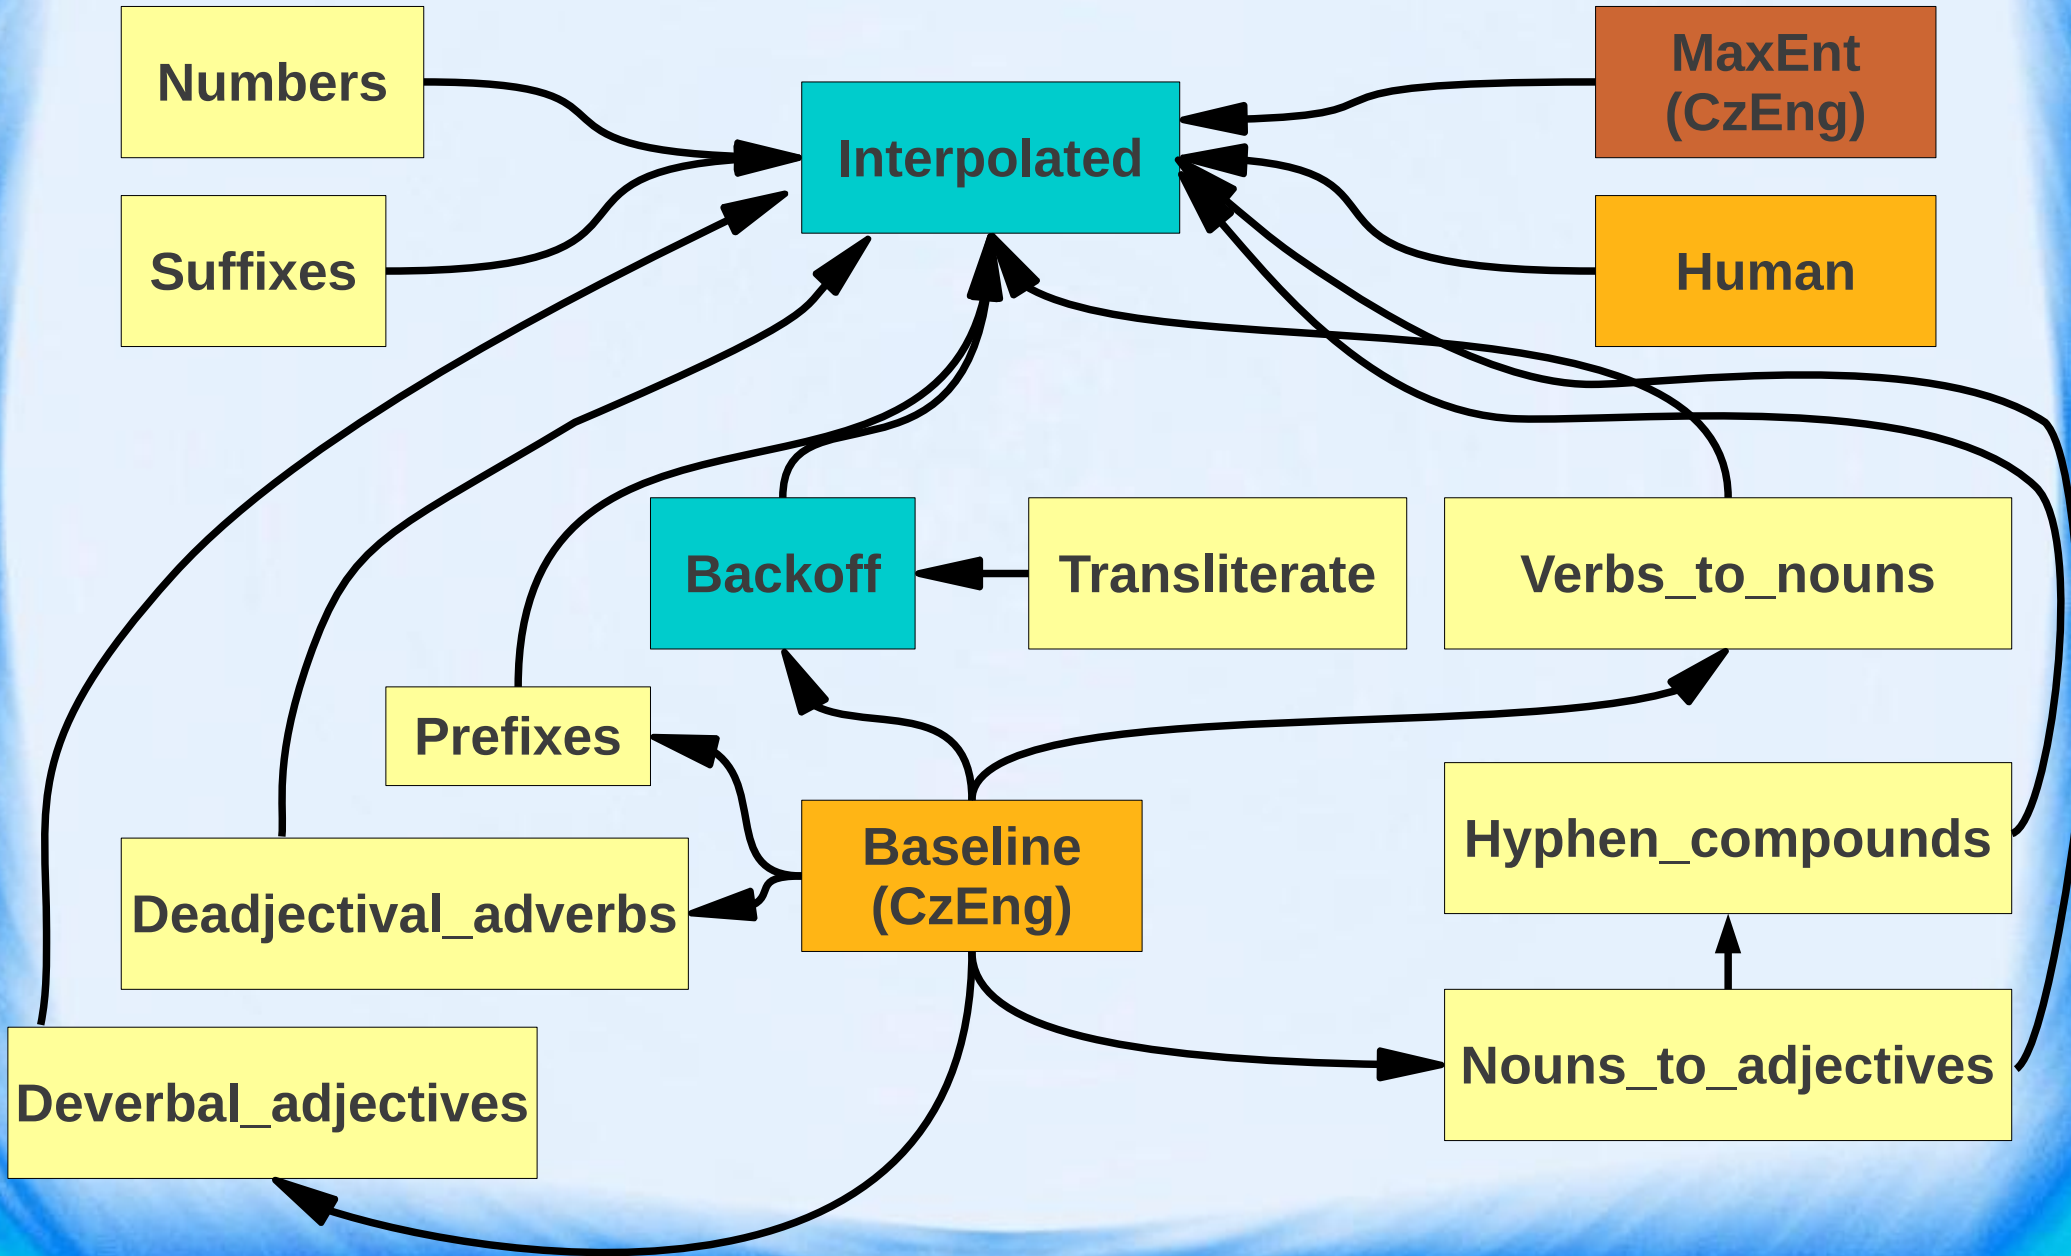 Numbers
MaxEnt
(CzEng)
Interpolated
Suffixes
Human
Backoff
Transliterate
Verbs_to_nouns
Prefixes
Baseline
(CzEng)
Hyphen_compounds
Deadjectival_adverbs
Nouns_to_adjectives
Deverbal_adjectives